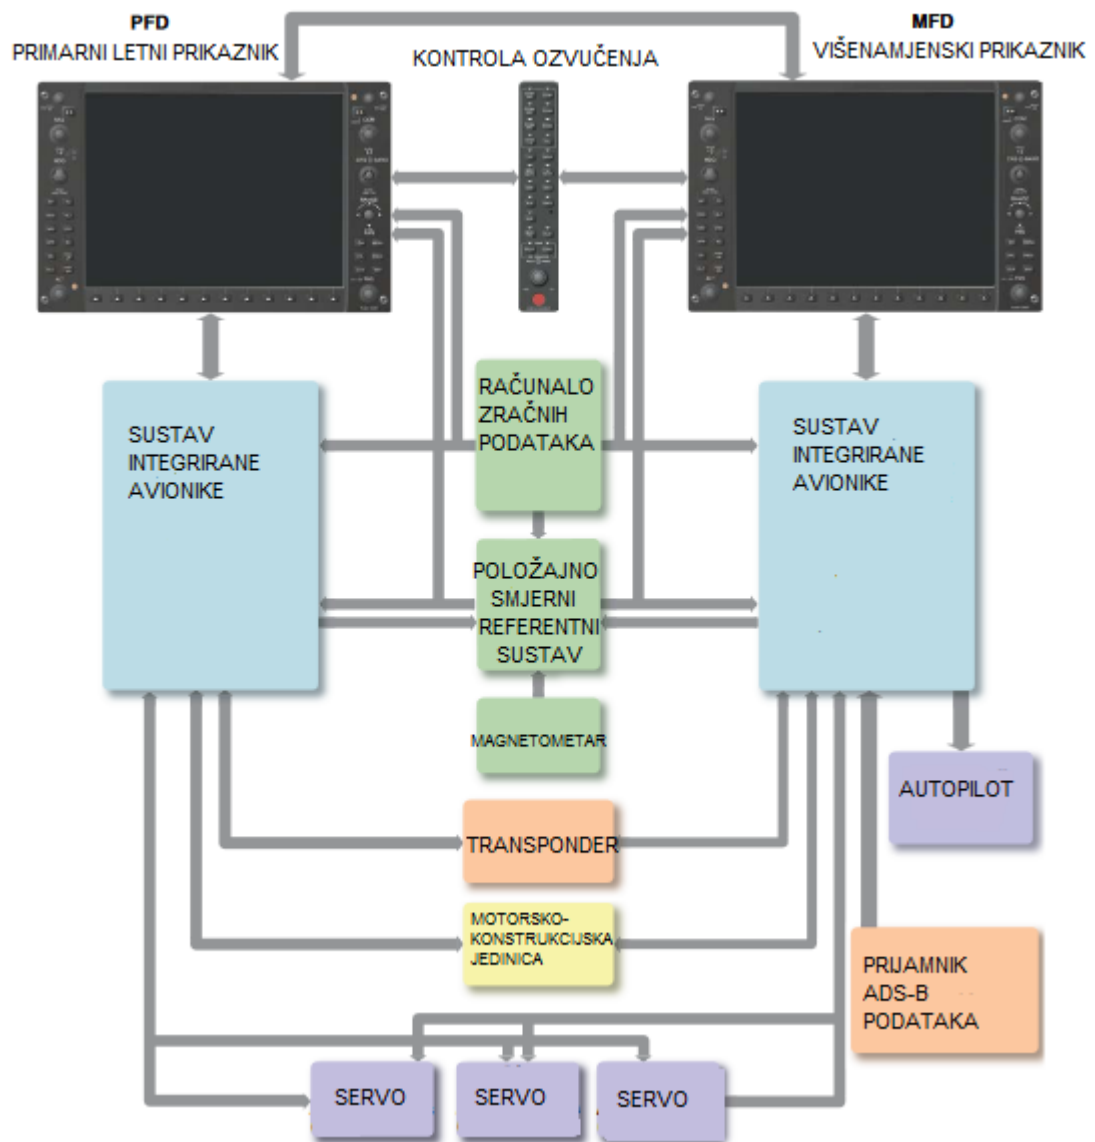 PFD
PRIMARNI LETNI PRIKAZNIK
MFD
VIŠENAMJENSKI PRIKAZNIK
KONTROLA OZVUČENJA
RAČUNALO
ZRAČNIH
PODATAKA
SUSTAV
INTEGRIRANE
AVIONIKE
SUSTAV
INTEGRIRANE
AVIONIKE
POLOŽAJNO
SMJERNI
REFERENTNI
SUSTAV
MAGNETOMETAR
AUTOPILOT
TRANSPONDER
MOTORSKO-
KONSTRUKCIJSKA
JEDINICA
PRIJAMNIK
ADS-B
PODATAKA
SERVO
SERVO
SERVO